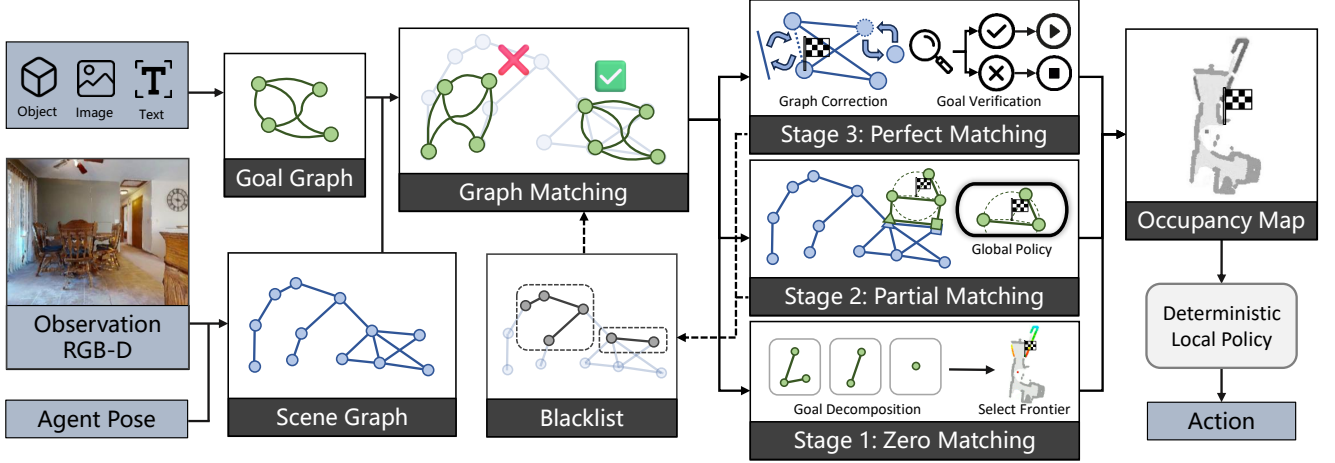 Object
Image
T
Text
Goal Graph
Graph Matching
Graph Correction
Goal Verification
Stage 3: Perfect Matching
Global Policy
Stage 2: Partial Matching
Goal Decomposition
Select Frontier
Stage 1: Zero Matching
Observation
RGB-D
Agent Pose
Scene Graph
Blacklist
Occupancy Map
Deterministic
Local Policy
Action